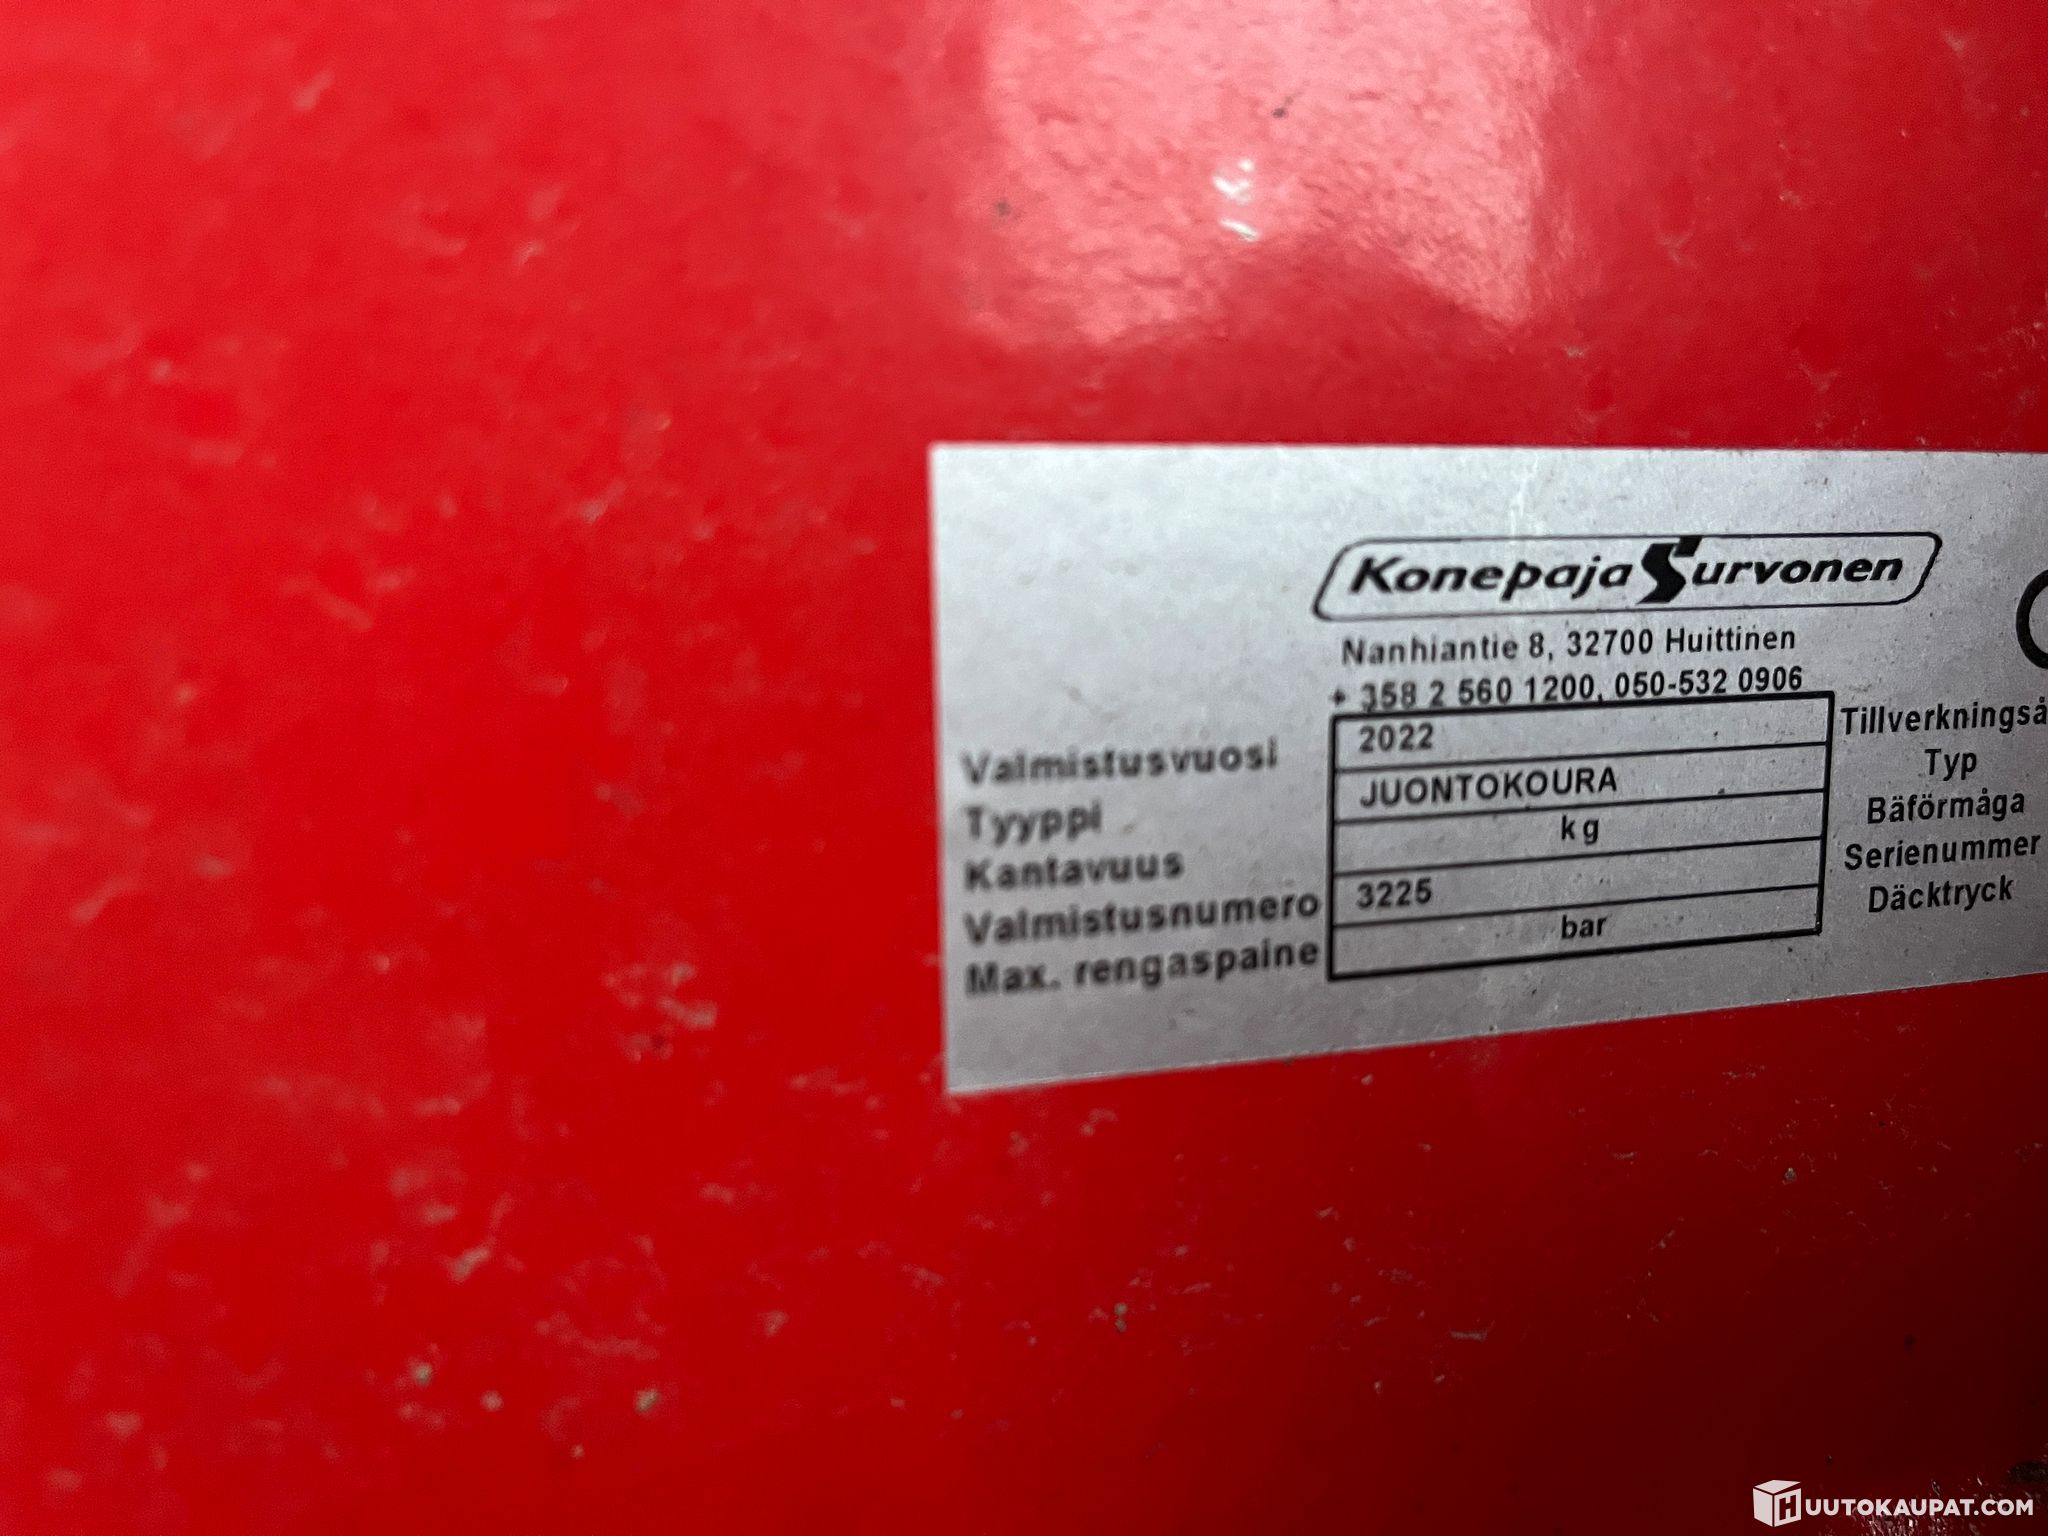 Konepaja Survonen
Nanhiantie 8, 32700 Huittinen
+ 358 2 560 1200, 050-532 0906
Valmistusvuosi 2022 Tillverkningså
Tyyppi JUONTOKOURA Typ
Kantavuus kg Bäförmåga
Valmistusnumero 3225 Serienummer
Max. rengaspaine bar Däcktryck
HUUTOKAUPAT.COM